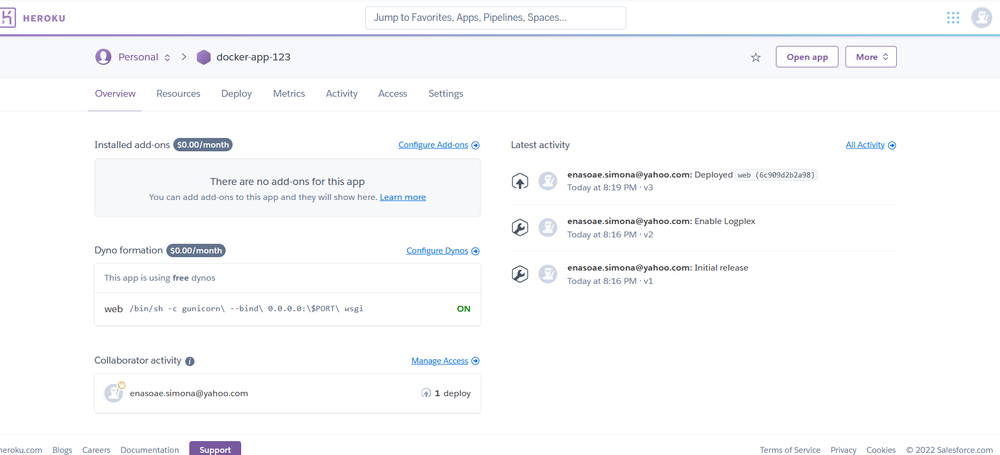 HEROKU
Jump to Favorites, Apps, Pipelines, Spaces...
Personal
docker-app-123
Open app
More
Overview Resources Deploy Metrics Activity Access Settings
Installed add-ons $0.00/month
Configure Add-ons
There are no add-ons for this app
You can add add-ons to this app and they will show here. Learn more
Dyno formation $0.00/month
Configure Dynos
This app is using free dynos
web /bin/sh -c gunicorn\ --bind\ 0.0.0.0:\$PORT\ wsgi ON
Collaborator activity
Manage Access
enasoae.simona@yahoo.com
1 deploy
Latest activity
All Activity
enasoae.simona@yahoo.com: Deployed web (6c909d2b2a98)
Today at 8:19 PM · v3
enasoae.simona@yahoo.com: Enable Logplex
Today at 8:16 PM · v2
enasoae.simona@yahoo.com: Initial release
Today at 8:16 PM · v1
heroku.com Blogs Careers Documentation Support
Terms of Service Privacy Cookies © 2022 Salesforce.com